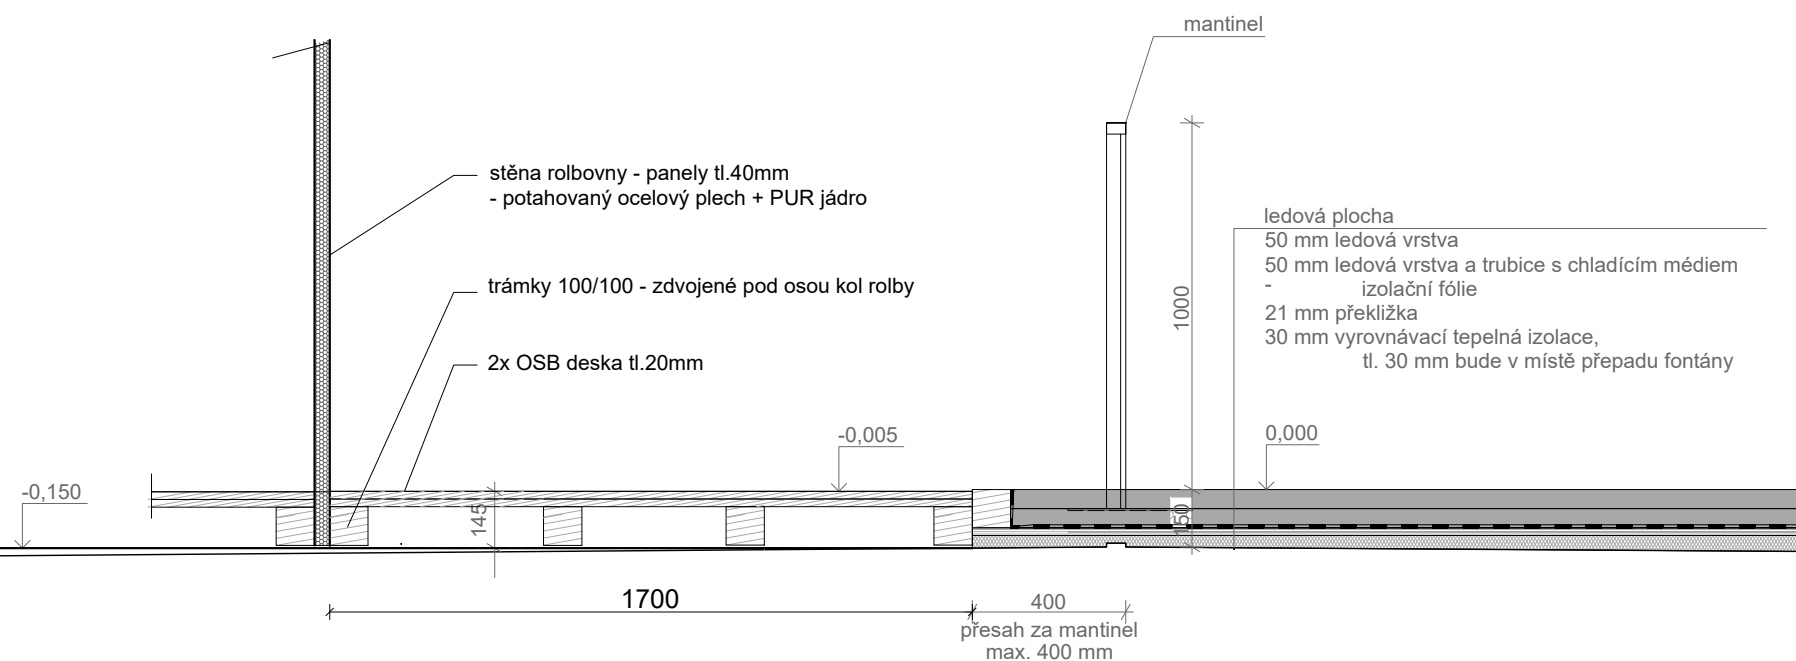 mantinel
stěna rolbovny - panely tl.40mm
- potahovaný ocelový plech + PUR jádro
ledová plocha
50 mm ledová vrstva
50 mm ledová vrstva a trubice s chladícím médiem
- izolační fólie
21 mm překližka
30 mm vyrovnávací tepelná izolace,
tl. 30 mm bude v místě přepadu fontány
trámky 100/100 - zdvojené pod osou kol rolby
1000
2x OSB deska tl.20mm
-0,005
0,000
-0,150
145
150
1700
400
přesah za mantinel
max. 400 mm